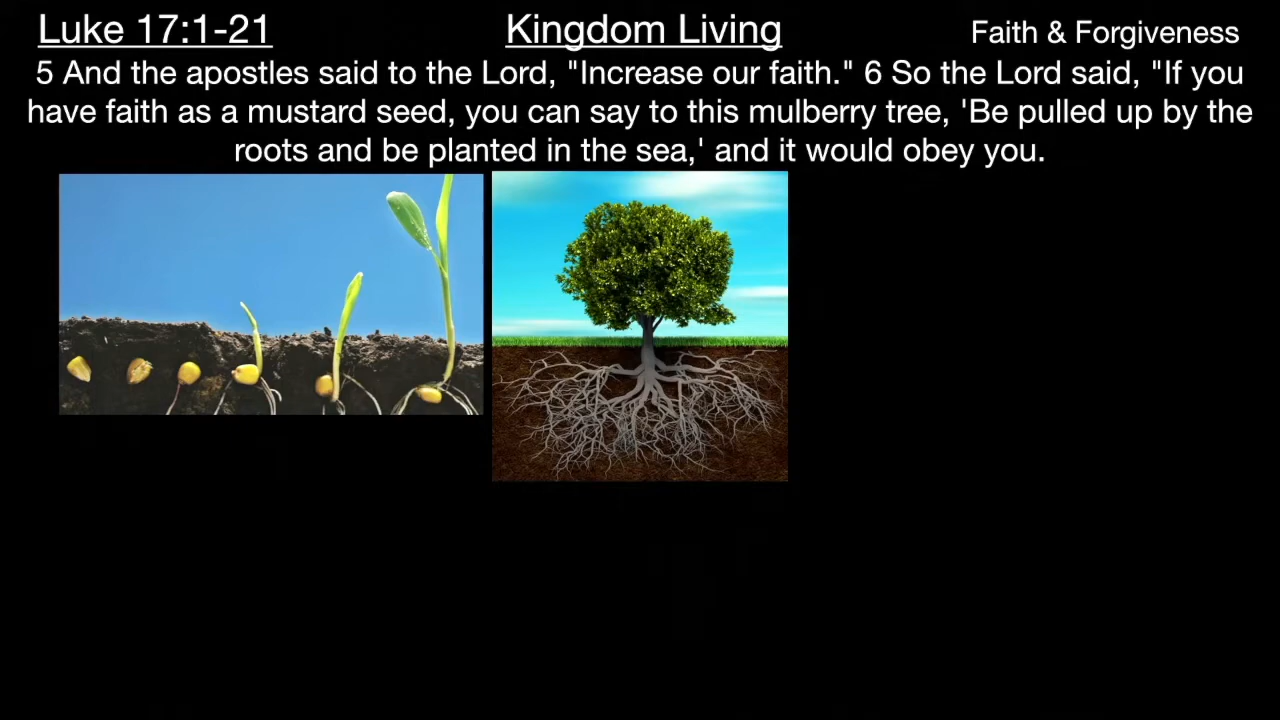 Luke 17:1-21 Kingdom Living Faith & Forgiveness
5 And the apostles said to the Lord, "Increase our faith." 6 So the Lord said, "If you
have faith as a mustard seed, you can say to this mulberry tree, 'Be pulled up by the
roots and be planted in the sea,' and it would obey you.